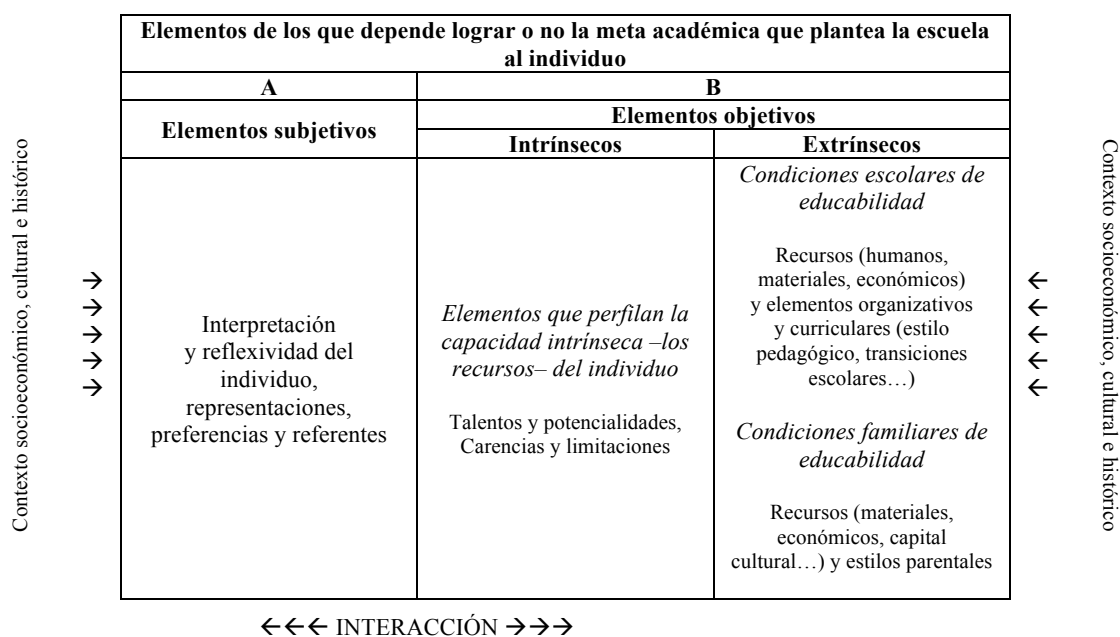 Elementos de los que depende lograr o no la meta académica que plantea la escuela
al individuo
A
B
Elementos subjetivos
Elementos objetivos
Intrínsecos
Extrínsecos
Contexto socioeconómico, cultural e histórico
→
→
→
→
→
Interpretación
y reflexividad del
individuo,
representaciones,
preferencias y referentes
Elementos que perfilan la
capacidad intrínseca –los
recursos– del individuo
Talentos y potencialidades,
Carencias y limitaciones
Condiciones escolares de
educabilidad
Recursos (humanos,
materiales, económicos)
y elementos organizativos
y curriculares (estilo
pedagógico, transiciones
escolares…)
Condiciones familiares de
educabilidad
Recursos (materiales,
económicos, capital
cultural…) y estilos parentales
←
←
←
←
←
Contexto socioeconómico, cultural e histórico
←←← INTERACCIÓN →→→